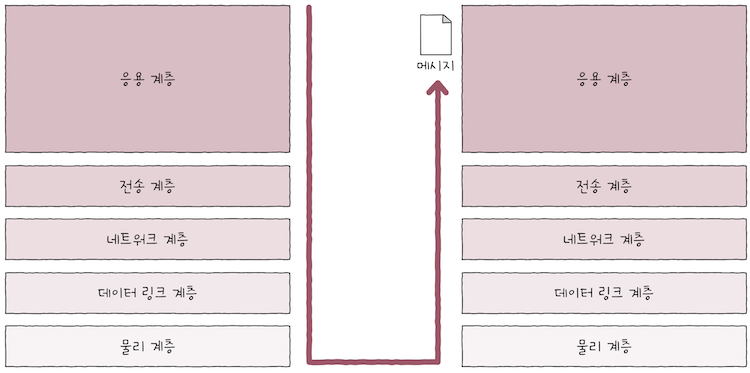 응용 계층
전송 계층
네트워크 계층
데이터 링크 계층
물리 계층
메시지
응용 계층
전송 계층
네트워크 계층
데이터 링크 계층
물리 계층